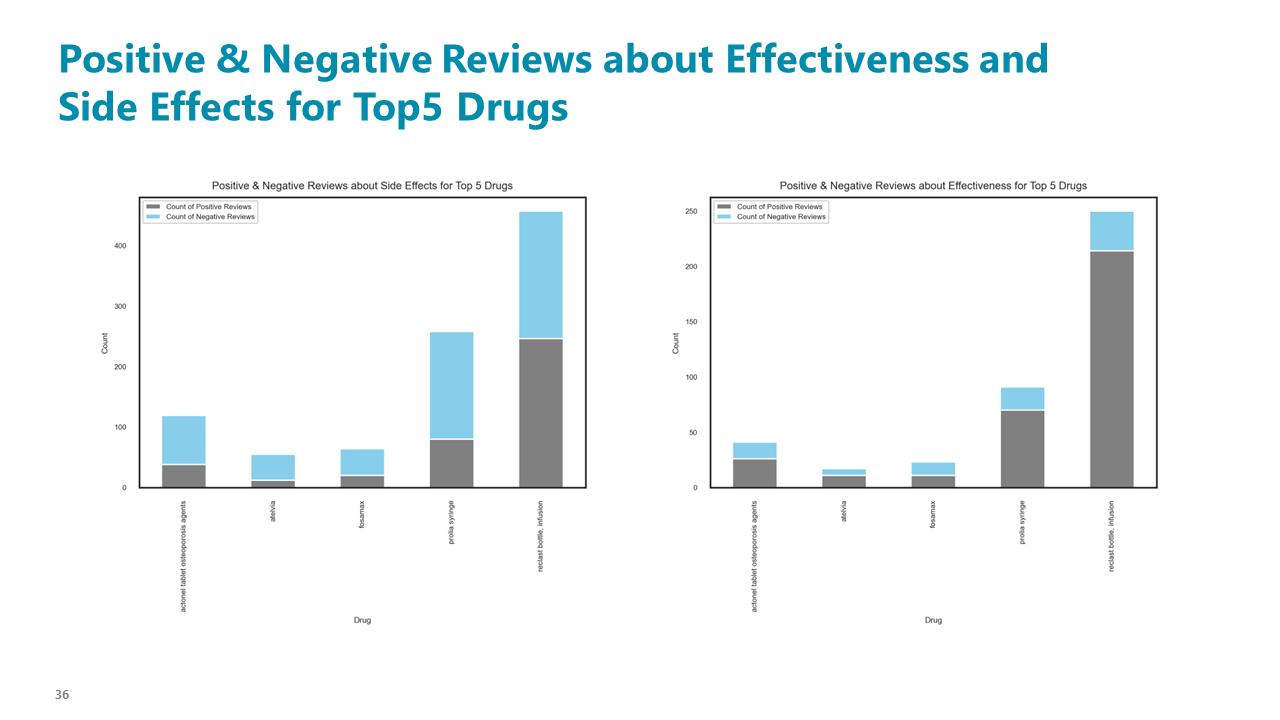 Positive & Negative Reviews about Effectiveness and
Side Effects for Top5 Drugs
Positive & Negative Reviews about Side Effects for Top 5 Drugs
Count of Positive Reviews
Count of Negative Reviews
400
300
200
100
0
Count
actonel tablet osteoporosis agents
atelvia
fosamax
prolia syringe
reclast bottle, infusion
Drug
Positive & Negative Reviews about Effectiveness for Top 5 Drugs
Count of Positive Reviews
Count of Negative Reviews
250
200
150
100
50
0
Count
actonel tablet osteoporosis agents
atelvia
fosamax
prolia syringe
reclast bottle, infusion
Drug
36